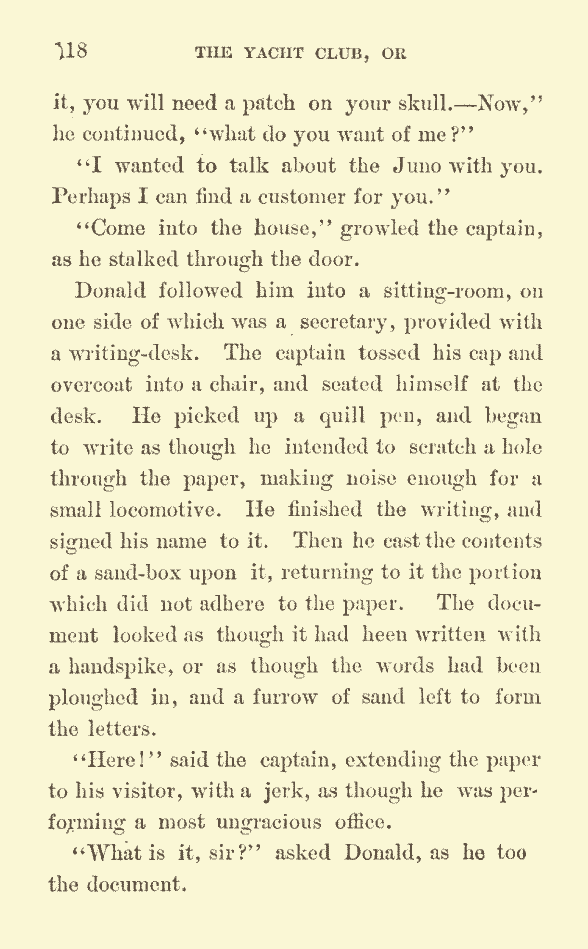 118 THE YACHT CLUB, OR
it, you will need a patch on your skull.—Now,"
he continued, "what do you want of me?"
"I wanted to talk about the Juno with you.
Perhaps I can find a customer for you."
"Come into the house," growled the captain,
as he stalked through the door.
Donald followed him into a sitting-room, on
one side of which was a secretary, provided with
a writing-desk. The captain tossed his cap and
overcoat into a chair, and seated himself at the
desk. He picked up a quill pen, and began
to write as though he intended to scratch a hole
through the paper, making noise enough for a
small locomotive. He finished the writing, and
signed his name to it. Then he cast the contents
of a sand-box upon it, returning to it the portion
which did not adhere to the paper. The docu-
ment looked as though it had heen written with
a handspike, or as though the words had been
ploughed in, and a furrow of sand left to form
the letters.
"Here!" said the captain, extending the paper
to his visitor, with a jerk, as though he was per-
forming a most ungracious office.
"What is it, sir?" asked Donald, as he too
the document.